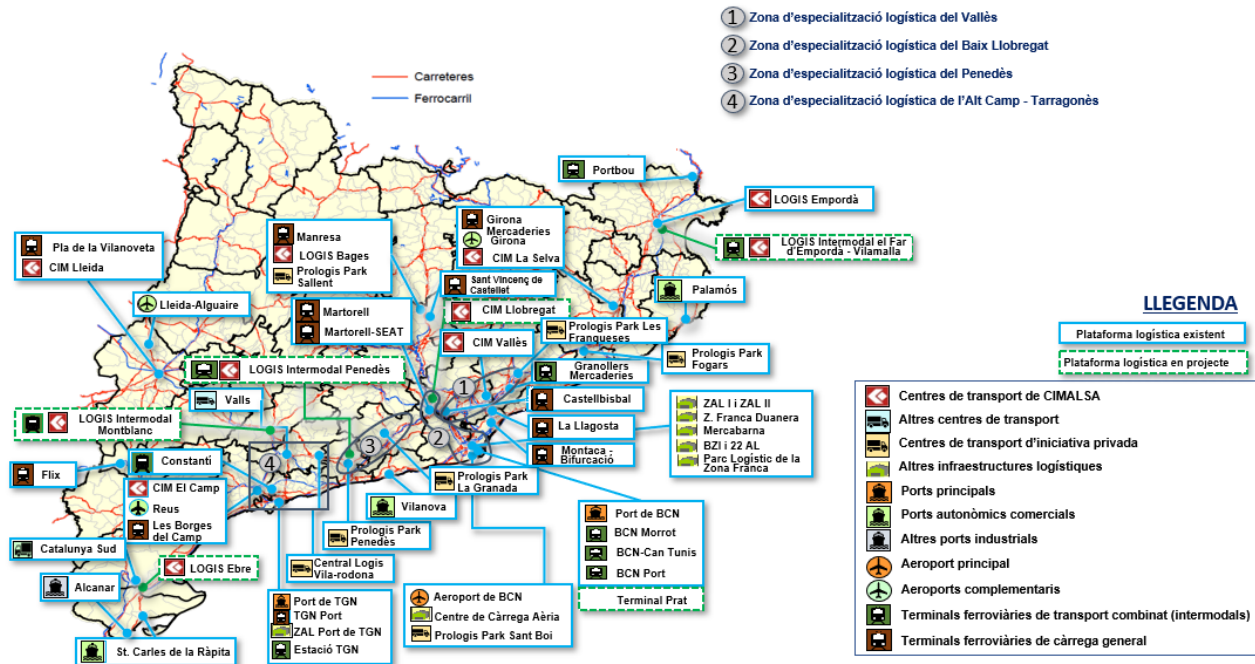 1 Zona d'especialització logística del Vallès
2 Zona d'especialització logística del Baix Llobregat
3 Zona d'especialització logística del Penedès
4 Zona d'especialització logística de l'Alt Camp - Tarragonès
Carreteres
Ferrocarril
Portbou
LOGIS Empordà
LOGIS Intermodal el Far
d'Empordà - Vilamalla
Girona
Mercaderies
Girona
CIM La Selva
Manresa
LOGIS Bages
Prologis Park
Sallent
Pla de la Vilanoveta
CIM Lleida
Sant Vincenç de
Castellet
Palamós
Lleida-Alguaire
CIM Llobregat
Martorell
Martorell-SEAT
Prologis Park Les
Franqueses
CIM Vallès
Prologis Park
Fogars
LOGIS Intermodal Penedès
Granollers
Mercaderies
Valls
Castellbisbal
ZAL I i ZAL II
Z. Franca Duanera
Mercabarna
BZI i 22 AL
Parc Logístic de la
Zona Franca
LOGIS Intermodal
Montblanc
La Llagosta
1
2
3
4
Montaca -
Bifurcació
Constantí
Flix
Prologis Park
La Granada
CIM El Camp
Reus
Les Borges
del Camp
Vilanova
Port de BCN
BCN Morrot
BCN-Can Tunis
BCN Port
Terminal Prat
Prologis Park
Penedès
Catalunya Sud
LOGIS Ebre
Central Logis
Vila-rodona
Alcanar
Port de TGN
TGN Port
ZAL Port de TGN
Estació TGN
Aeroport de BCN
Centre de Càrrega Aèria
Prologis Park Sant Boi
St. Carles de la Ràpita
LLEGENDA
Plataforma logística existent
Plataforma logística en projecte
Centres de transport de CIMALSA
Altres centres de transport
Centres de transport d'iniciativa privada
Altres infraestructures logístiques
Ports principals
Ports autonòmics comercials
Altres ports industrials
Aeroport principal
Aeroports complementaris
Terminals ferroviàries de transport combinat (intermodals)
Terminals ferroviàries de càrrega general